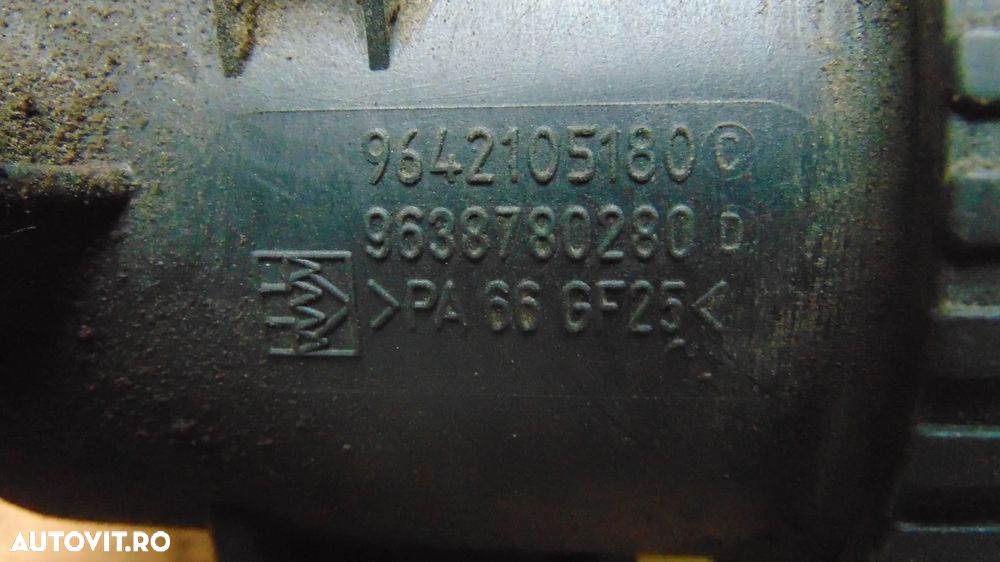 9642105180 C
9638780280 D
>PA 66 GF25<
AUTOVIT.RO